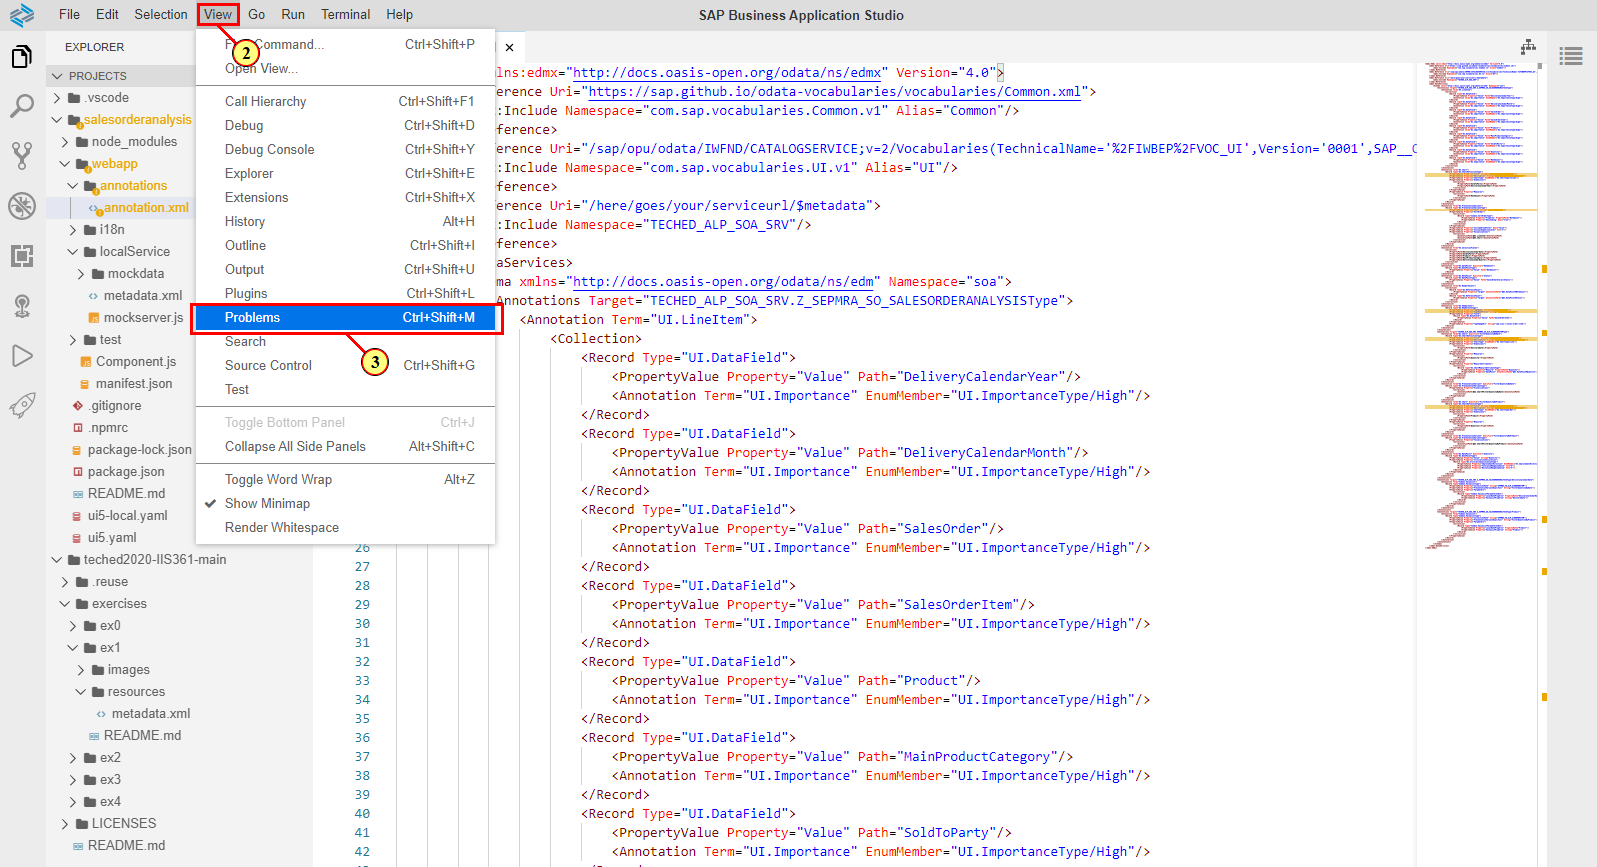 File Edit Selection View Go Run Terminal Help
SAP Business Application Studio
EXPLORER
PROJECTS
.vscode
salesorderanalysis
node_modules
webapp
annotations
annotation.xml
i18n
localService
mockdata
metadata.xml
mockserver.js
test
Component.js
manifest.json
.gitignore
.npmrc
package-lock.json
package.json
README.md
ui5-local.yaml
ui5.yaml
teched2020-IIS361-main
.reuse
exercises
ex0
ex1
images
resources
metadata.xml
README.md
ex2
ex3
ex4
LICENSES
README.md
2
Command... Ctrl+Shift+P
Open View...
Call Hierarchy Ctrl+Shift+F1
Debug Ctrl+Shift+D
Debug Console Ctrl+Shift+Y
Explorer Ctrl+Shift+E
Extensions Ctrl+Shift+X
History Alt+H
Outline Ctrl+Shift+I
Output Ctrl+Shift+U
Plugins Ctrl+Shift+L
Problems Ctrl+Shift+M
3
Search
Source Control Ctrl+Shift+G
Test
Toggle Bottom Panel Ctrl+J
Collapse All Side Panels Alt+Shift+C
Toggle Word Wrap Alt+Z
Show Minimap
Render Whitespace
lns:edmx="http://docs.oasis-open.org/odata/ns/edmx" Version="4.0">
erence Uri="https://sap.github.io/odata-vocabularies/vocabularies/Common.xml">
:Include Namespace="com.sap.vocabularies.Common.v1" Alias="Common"/>
ference>
erence Uri="/sap/opu/odata/IWFND/CATALOGSERVICE;v=2/Vocabularies(TechnicalName='%2FIWBEP%2FVOC_UI',Version='0001',SAP__C
:Include Namespace="com.sap.vocabularies.UI.v1" Alias="UI"/>
ference>
erence Uri="/here/goes/your/serviceurl/$metadata">
:Include Namespace="TECHED_ALP_SOA_SRV"/>
ference>
aServices>
ma xmlns="http://docs.oasis-open.org/odata/ns/edm" Namespace="soa">
Annotations Target="TECHED_ALP_SOA_SRV.Z_SEPMRA_SO_SALESORDERANALYSISType">
<Annotation Term="UI.LineItem">
<Collection>
<Record Type="UI.DataField">
<PropertyValue Property="Value" Path="DeliveryCalendarYear"/>
<Annotation Term="UI.Importance" EnumMember="UI.ImportanceType/High"/>
</Record>
<Record Type="UI.DataField">
<PropertyValue Property="Value" Path="DeliveryCalendarMonth"/>
<Annotation Term="UI.Importance" EnumMember="UI.ImportanceType/High"/>
</Record>
<Record Type="UI.DataField">
<PropertyValue Property="Value" Path="SalesOrder"/>
26 <Annotation Term="UI.Importance" EnumMember="UI.ImportanceType/High"/>
27 </Record>
28 <Record Type="UI.DataField">
29 <PropertyValue Property="Value" Path="SalesOrderItem"/>
30 <Annotation Term="UI.Importance" EnumMember="UI.ImportanceType/High"/>
31 </Record>
32 <Record Type="UI.DataField">
33 <PropertyValue Property="Value" Path="Product"/>
34 <Annotation Term="UI.Importance" EnumMember="UI.ImportanceType/High"/>
35 </Record>
36 <Record Type="UI.DataField">
37 <PropertyValue Property="Value" Path="MainProductCategory"/>
38 <Annotation Term="UI.Importance" EnumMember="UI.ImportanceType/High"/>
39 </Record>
40 <Record Type="UI.DataField">
41 <PropertyValue Property="Value" Path="SoldToParty"/>
42 <Annotation Term="UI.Importance" EnumMember="UI.ImportanceType/High"/>